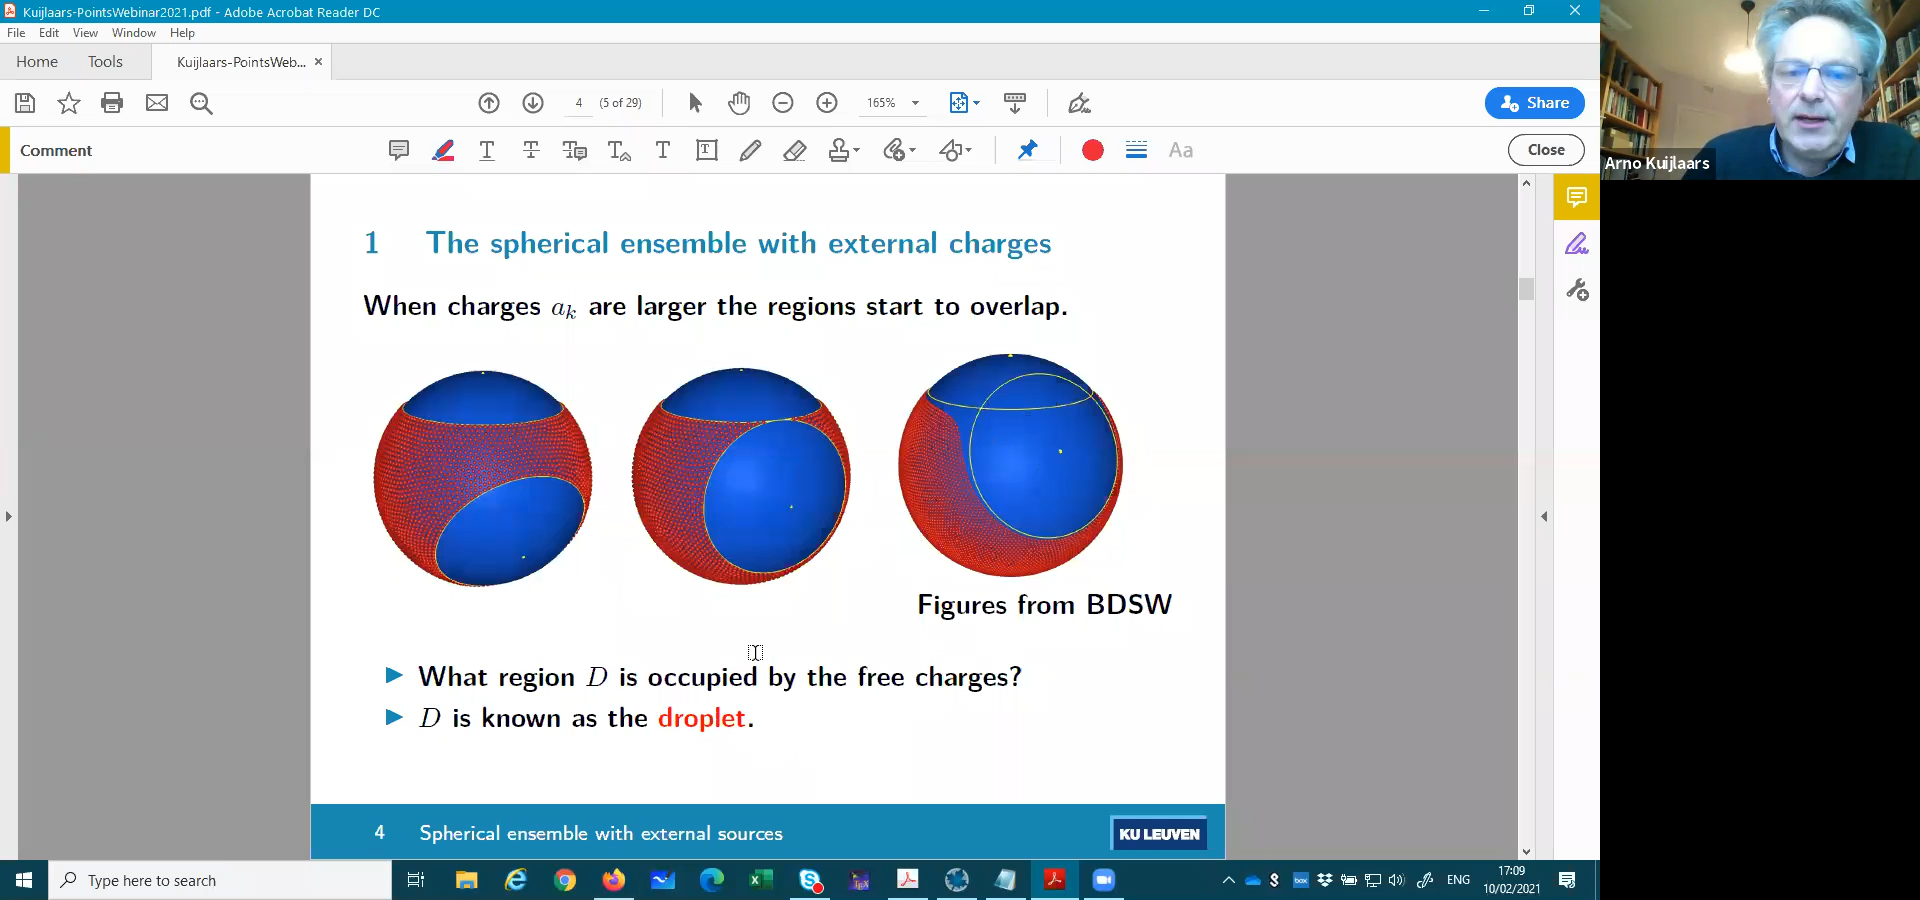 Kuijlaars-PointsWebinar2021.pdf - Adobe Acrobat Reader DC
File Edit View Window Help
Home Tools Kuijlaars-PointsWeb... ×
4 (5 of 29) 165% Share
Comment T T T T T Aa Close
Arno Kuijlaars
1 The spherical ensemble with external charges
When charges aₖ are larger the regions start to overlap.
Figures from BDSW
► What region D is occupied by the free charges?
► D is known as the droplet.
4 Spherical ensemble with external sources KU LEUVEN
Type here to search ENG 17:09
10/02/2021